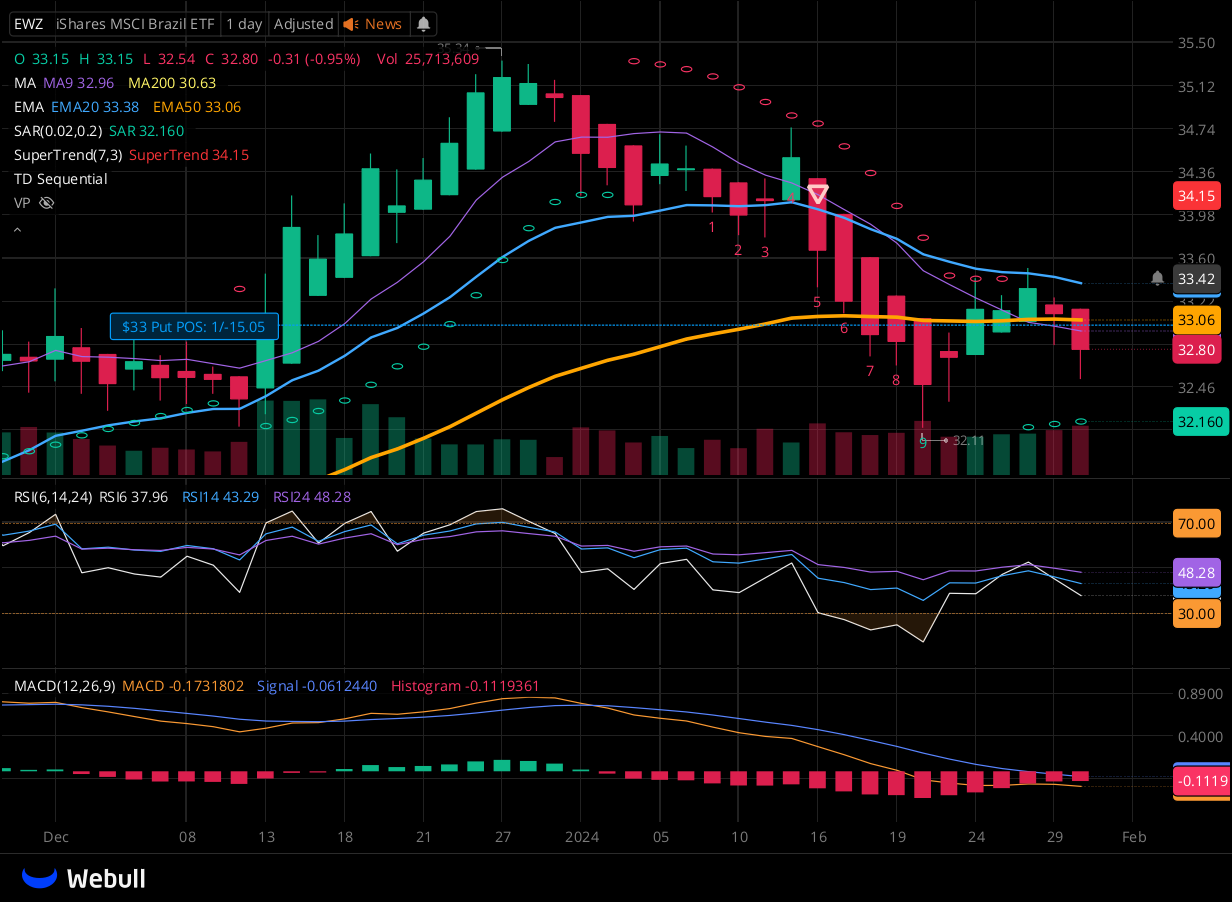 EWZ iShares MSCI Brazil ETF 1 day Adjusted News
O 33.15 H 33.15 L 32.54 C 32.80 -0.31 (-0.95%) Vol 25,713,609
MA MA9 32.96 MA200 30.63
EMA EMA20 33.38 EMA50 33.06
SAR(0.02,0.2) SAR 32.160
SuperTrend(7,3) SuperTrend 34.15
TD Sequential
VP
35.50
35.12
34.74
34.36
34.15
33.98
33.60
33.42
33.22
33.06
32.80
32.46
32.160
$33 Put POS: 1/-15.05
1
2
3
4
5
6
7
8
9
32.11
RSI(6,14,24) RSI6 37.96 RSI14 43.29 RSI24 48.28
70.00
48.28
30.00
MACD(12,26,9) MACD -0.1731802 Signal -0.0612440 Histogram -0.1119361
0.8900
0.4000
-0.1119
Dec 08 13 18 21 27 2024 05 10 16 19 24 29 Feb
Webull